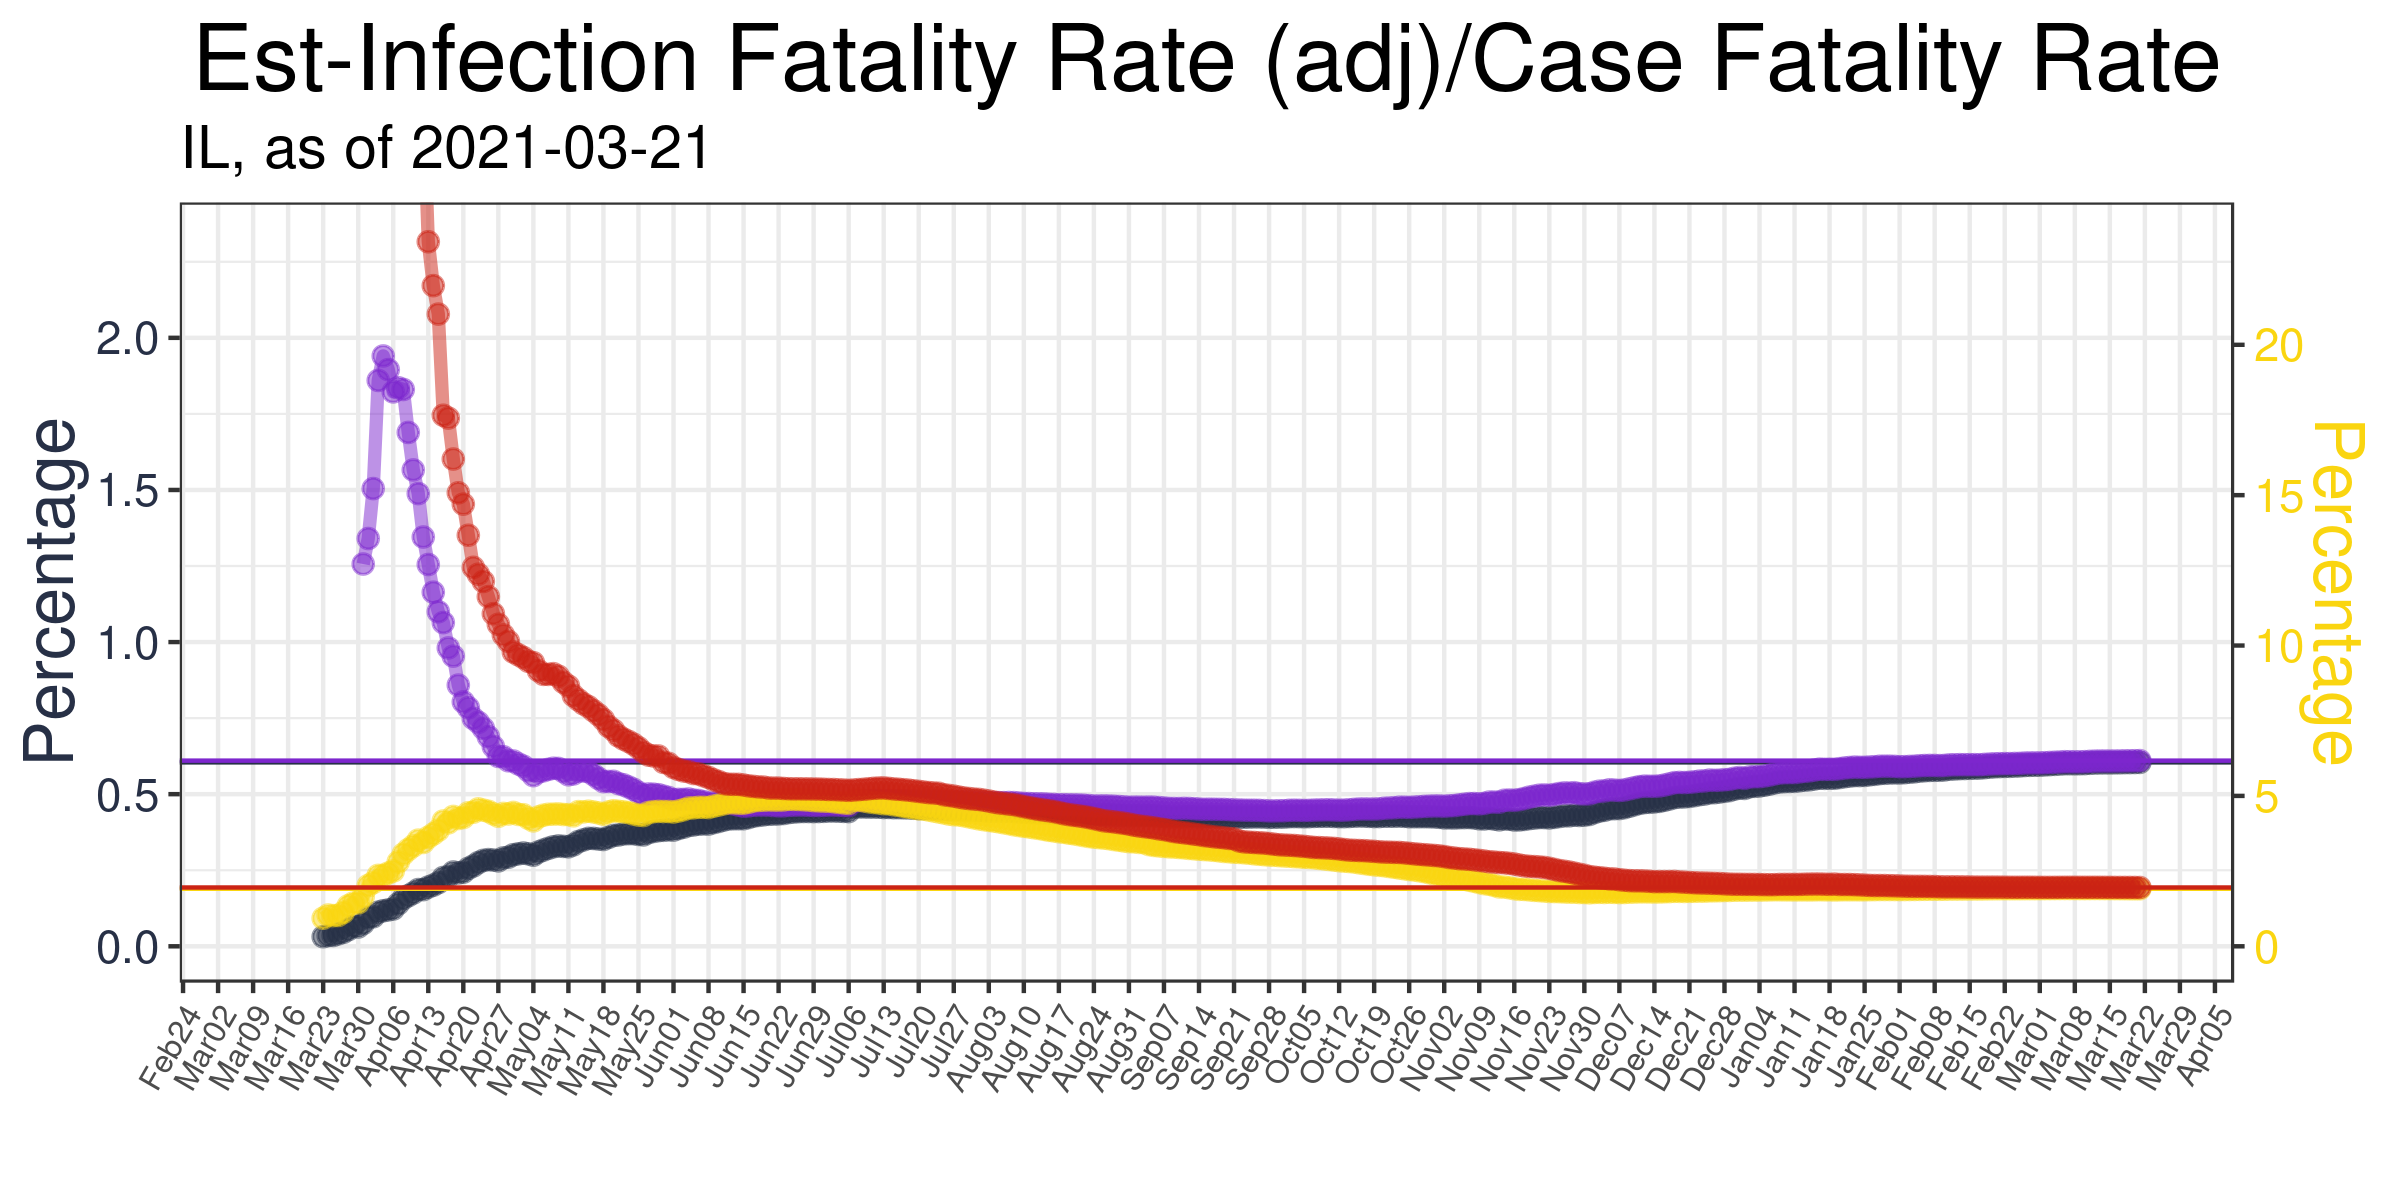 Est-Infection Fatality Rate (adj)/Case Fatality Rate
IL, as of 2021-03-21
Percentage
2.0
1.5
1.0
0.5
0.0
20
15
10
5
0
Percentage
Feb24
Mar02
Mar09
Mar16
Mar23
Mar30
Apr06
Apr13
Apr20
Apr27
May04
May11
May18
May25
Jun01
Jun08
Jun15
Jun22
Jun29
Jul06
Jul13
Jul20
Jul27
Aug03
Aug10
Aug17
Aug24
Aug31
Sep07
Sep14
Sep21
Sep28
Oct05
Oct12
Oct19
Oct26
Nov02
Nov09
Nov16
Nov23
Nov30
Dec07
Dec14
Dec21
Dec28
Jan04
Jan11
Jan18
Jan25
Feb01
Feb08
Feb15
Feb22
Mar01
Mar08
Mar15
Mar22
Mar29
Apr05